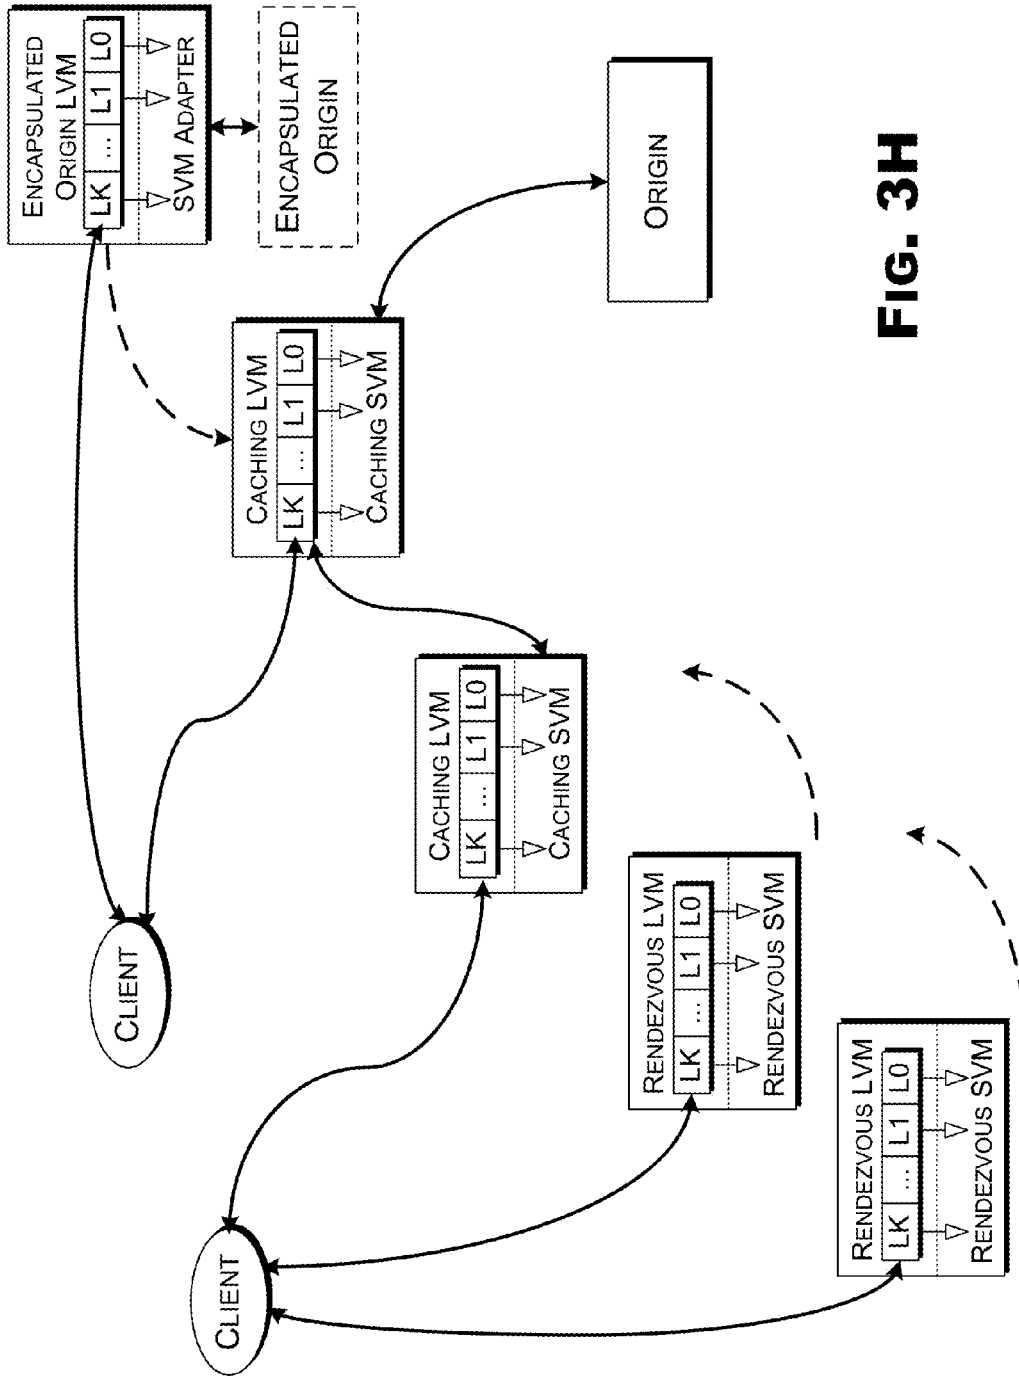 ENCAPSULATED
ORIGIN LVM
LK ... L1 L0
SVM ADAPTER
ENCAPSULATED
ORIGIN
CACHING LVM
LK ... L1 L0
CACHING SVM
ORIGIN
CLIENT
CACHING LVM
LK ... L1 L0
CACHING SVM
CLIENT
RENDEZVOUS LVM
LK ... L1 L0
RENDEZVOUS SVM
RENDEZVOUS LVM
LK ... L1 L0
RENDEZVOUS SVM
FIG. 3H